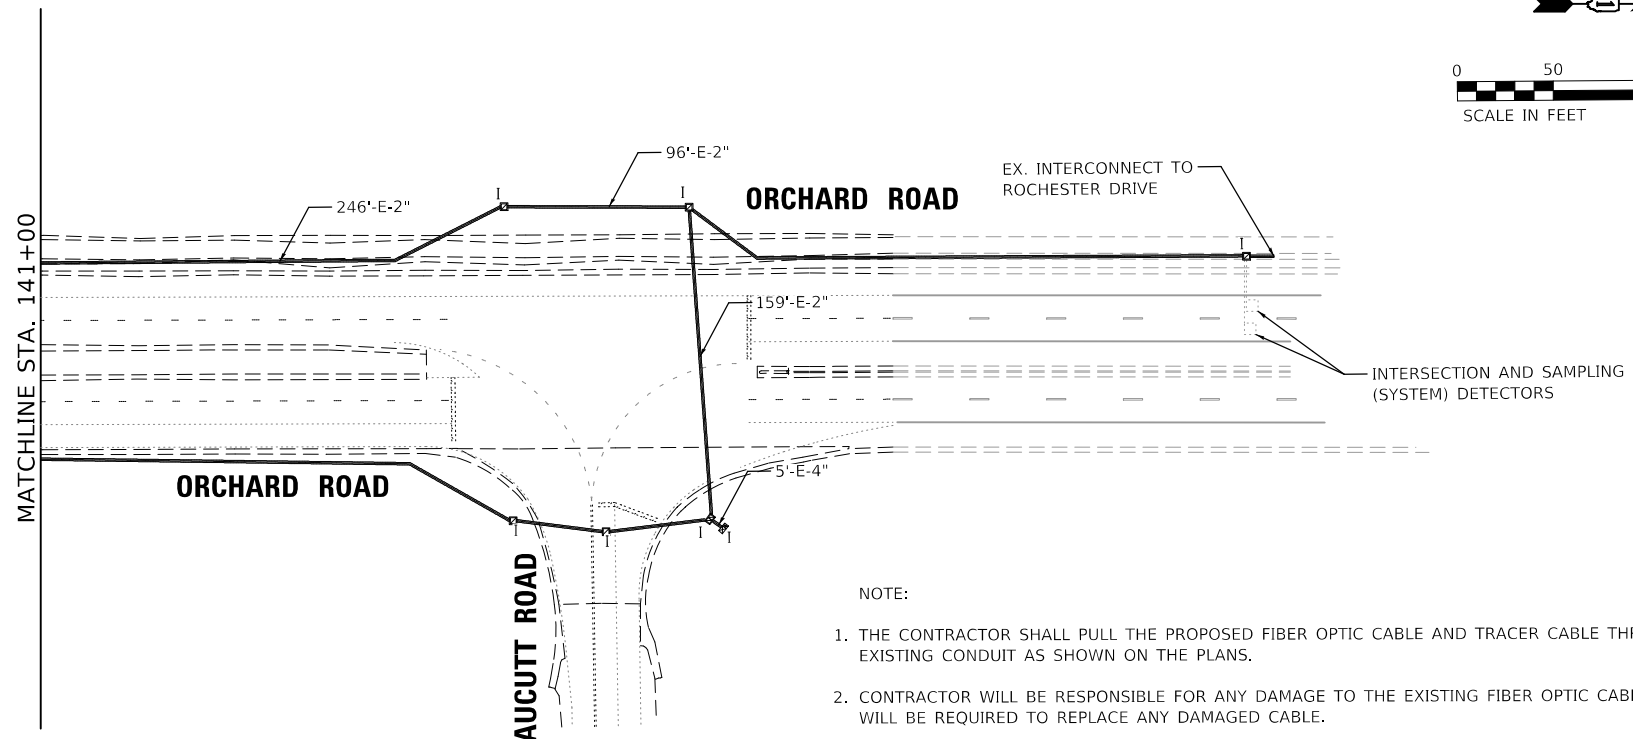 0 50
SCALE IN FEET
96'-E-2"
EX. INTERCONNECT TO
ROCHESTER DRIVE
I
I
ORCHARD ROAD
246'-E-2"
I
MATCHLINE STA. 141+00
159'-E-2"
INTERSECTION AND SAMPLING
(SYSTEM) DETECTORS
5'-E-4"
ORCHARD ROAD
I
I
I
I
AUCUTT ROAD
NOTE:
1. THE CONTRACTOR SHALL PULL THE PROPOSED FIBER OPTIC CABLE AND TRACER CABLE
EXISTING CONDUIT AS SHOWN ON THE PLANS.
2. CONTRACTOR WILL BE RESPONSIBLE FOR ANY DAMAGE TO THE EXISTING FIBER OPTIC
WILL BE REQUIRED TO REPLACE ANY DAMAGED CABLE.